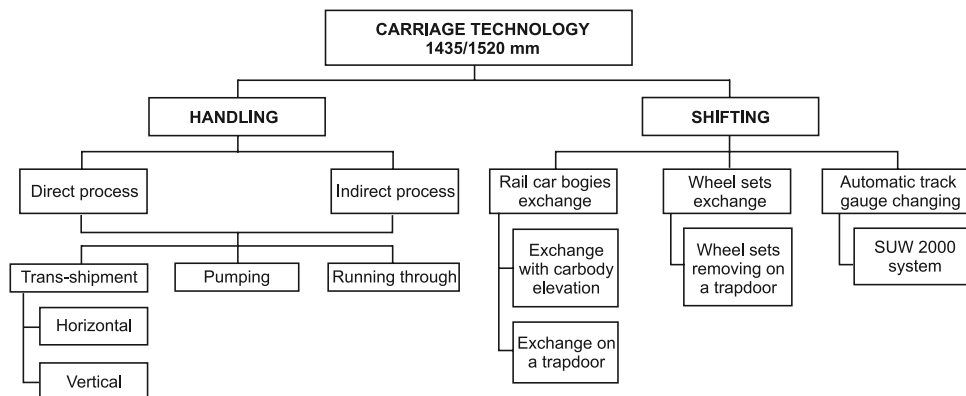 CARRIAGE TECHNOLOGY
1435/1520 mm
HANDLING
SHIFTING
Direct process
Indirect process
Rail car bogies
exchange
Wheel sets
exchange
Automatic track
gauge changing
Trans-shipment
Pumping
Running through
Horizontal
Vertical
Exchange
with carbody
elevation
Exchange on
a trapdoor
Wheel sets
removing on
a trapdoor
SUW 2000
system